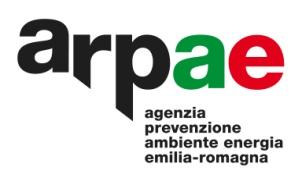 arpae
agenzia
prevenzione
ambiente energia
emilia-romagna